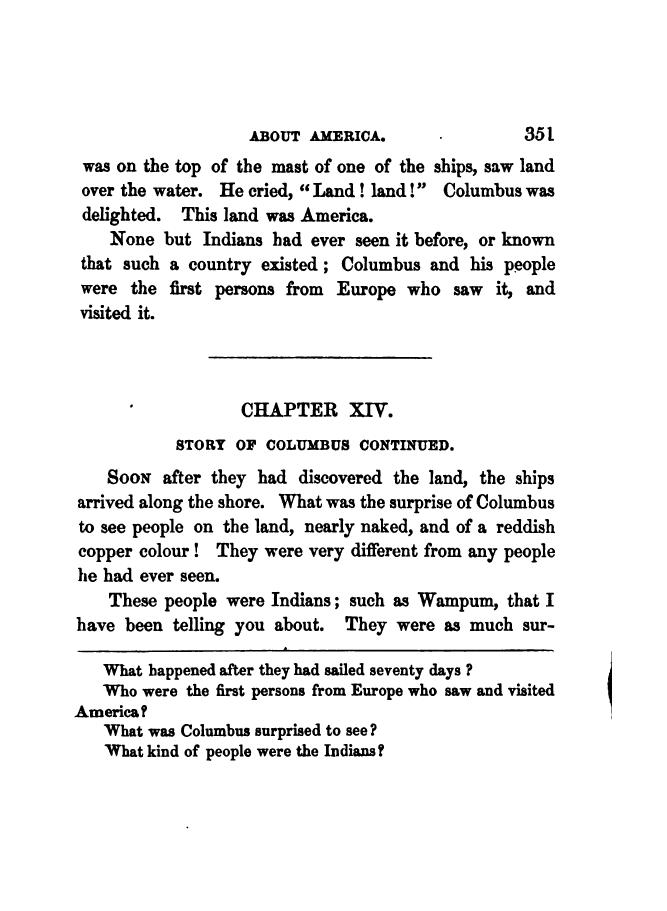 ABOUT AMERICA. 351
was on the top of the mast of one of the ships, saw land
over the water. He cried, “Land! land!” Columbus was
delighted. This land was America.
None but Indians had ever seen it before, or known
that such a country existed; Columbus and his people
were the first persons from Europe who saw it, and
visited it.
CHAPTER XIV.
STORY OF COLUMBUS CONTINUED.
SOON after they had discovered the land, the ships
arrived along the shore. What was the surprise of Columbus
to see people on the land, nearly naked, and of a reddish
copper colour! They were very different from any people
he had ever seen.
These people were Indians; such as Wampum, that I
have been telling you about. They were as much sur-
What happened after they had sailed seventy days?
Who were the first persons from Europe who saw and visited
America?
What was Columbus surprised to see?
What kind of people were the Indians?